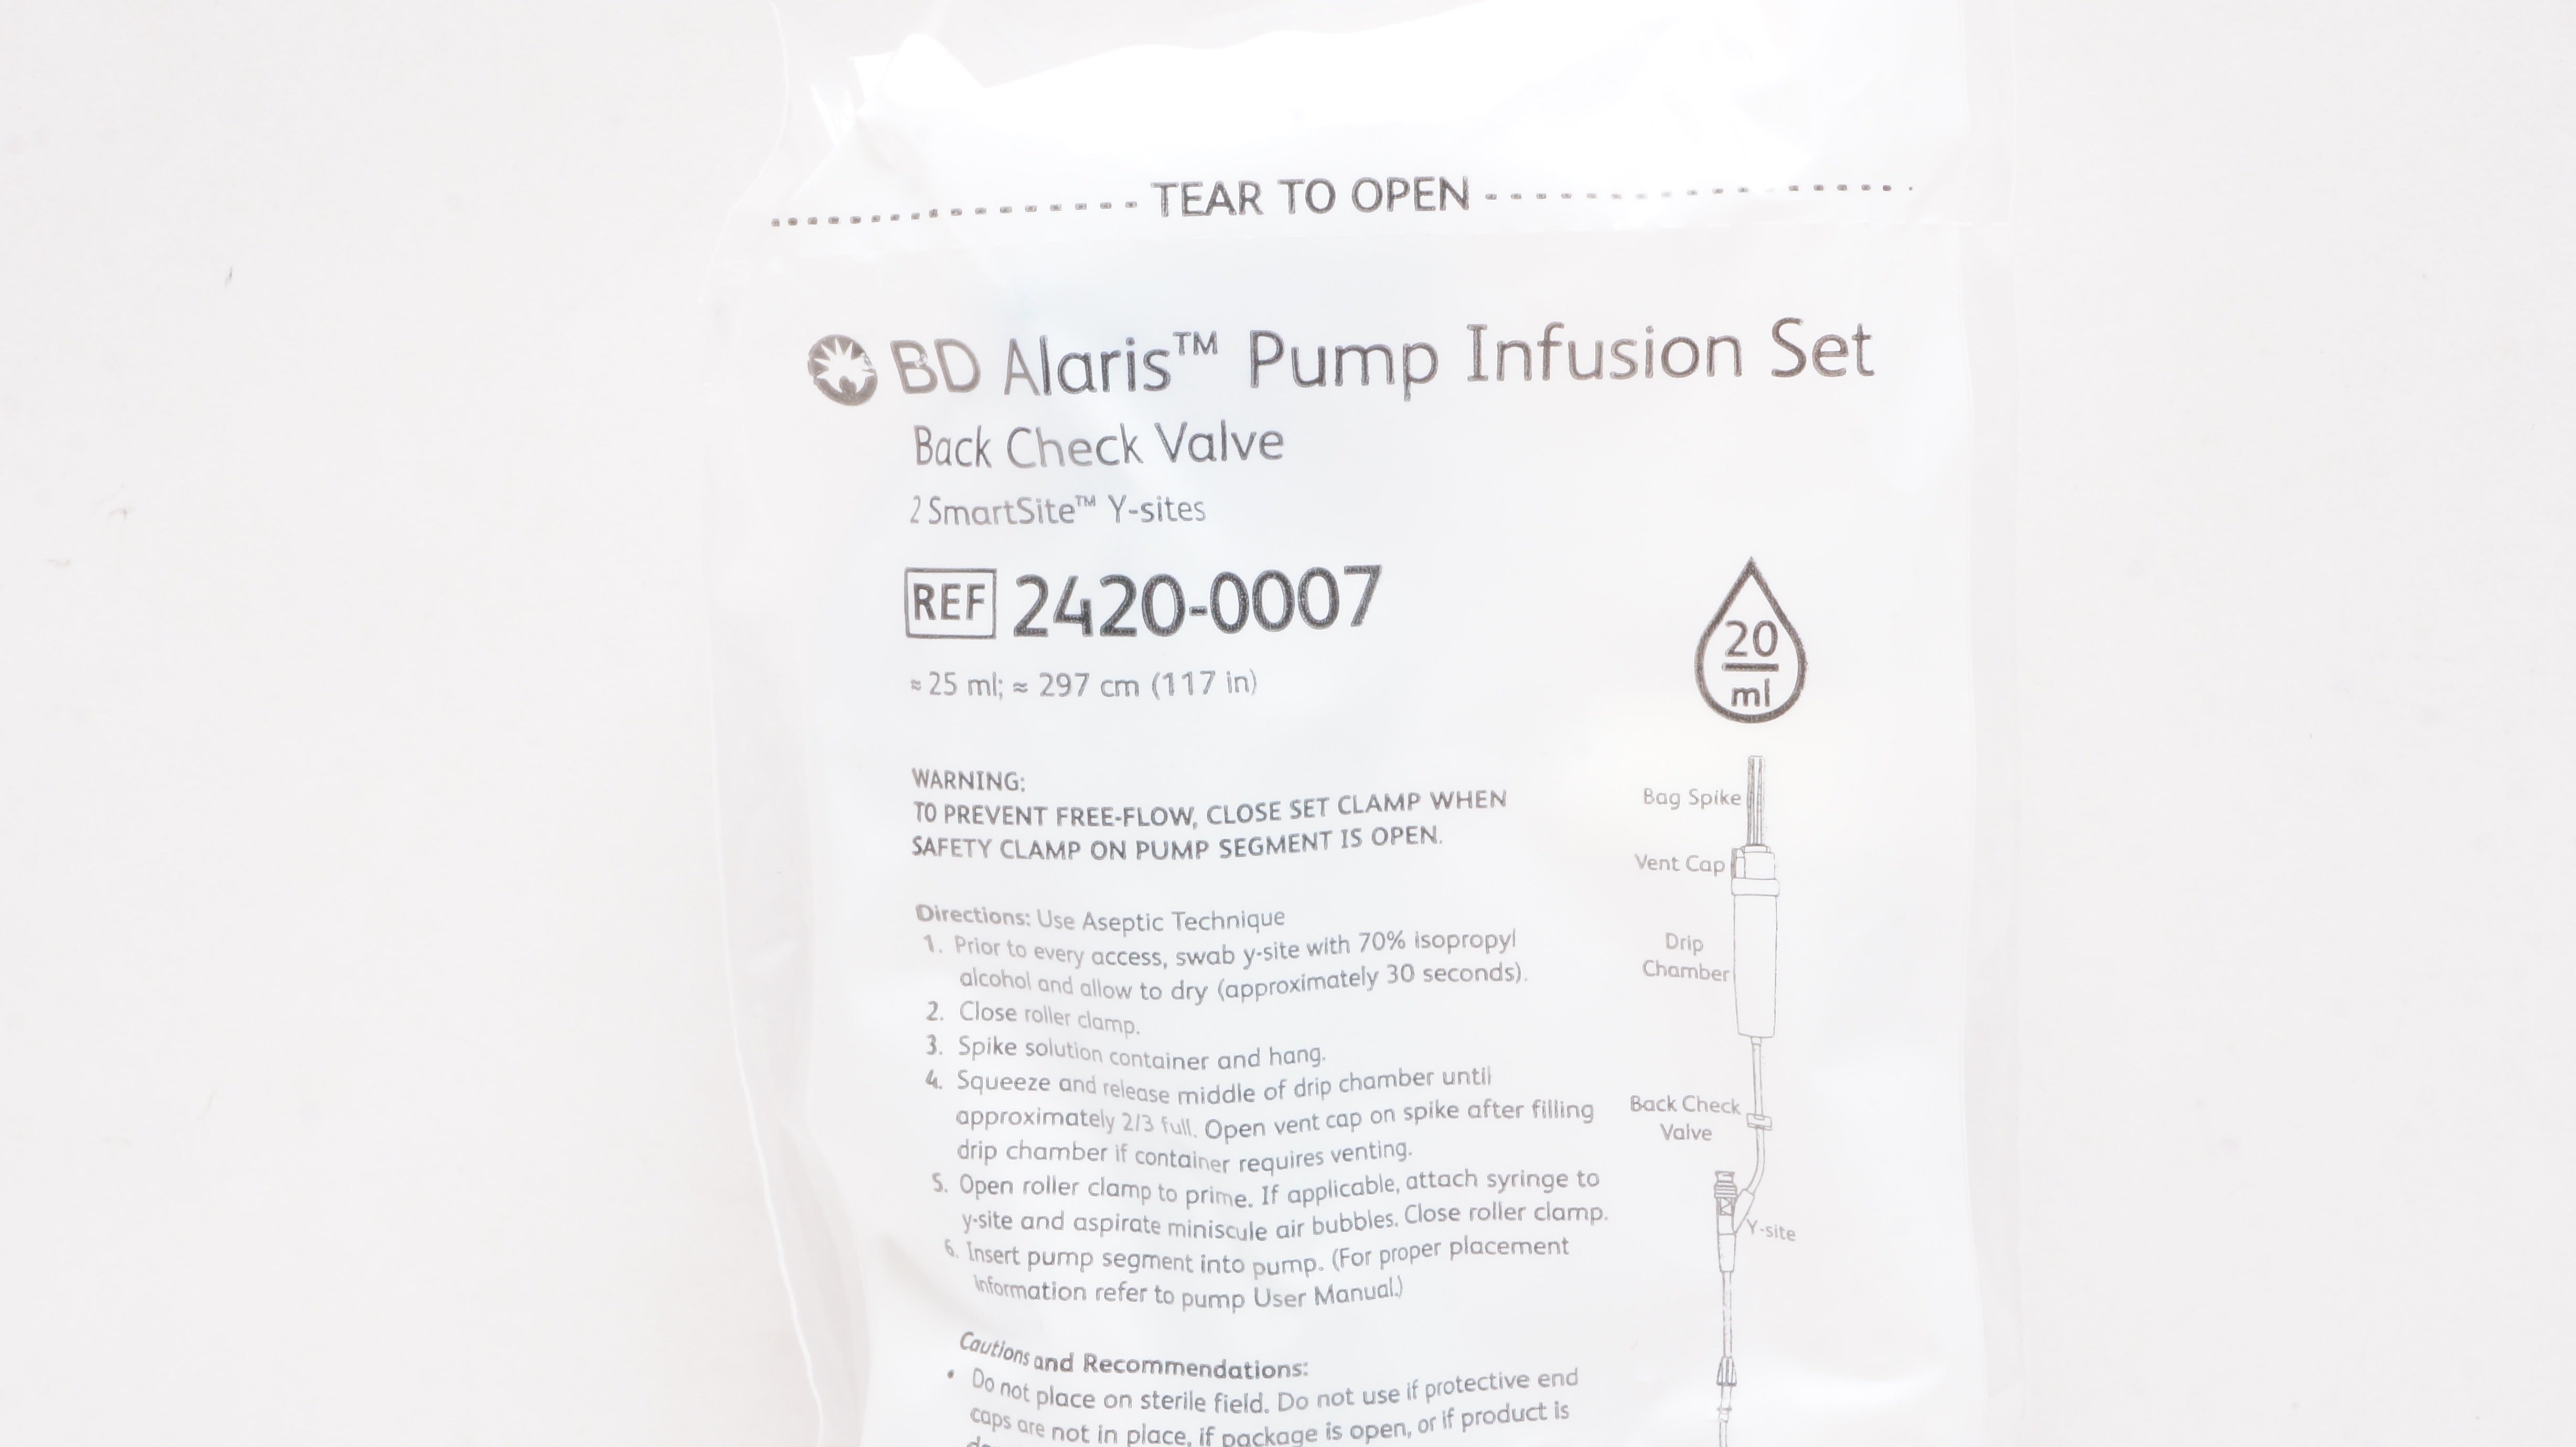 TEAR TO OPEN
BD Alaris™ Pump Infusion Set
Back Check Valve
2 SmartSite™ Y-sites
REF 2420-0007
≈ 25 ml; ≈ 297 cm (117 in)
20
ml
WARNING:
TO PREVENT FREE-FLOW, CLOSE SET CLAMP WHEN
SAFETY CLAMP ON PUMP SEGMENT IS OPEN.
Directions: Use Aseptic Technique
1. Prior to every access, swab y-site with 70% isopropyl
alcohol and allow to dry (approximately 30 seconds).
2. Close roller clamp.
3. Spike solution container and hang.
4. Squeeze and release middle of drip chamber until
approximately 2/3 full. Open vent cap on spike after filling
drip chamber if container requires venting.
5. Open roller clamp to prime. If applicable, attach syringe to
y-site and aspirate miniscule air bubbles. Close roller clamp.
6. Insert pump segment into pump. (For proper placement
information refer to pump User Manual.)
Cautions and Recommendations:
• Do not place on sterile field. Do not use if protective end
caps are not in place, if package is open, or if product is
Bag Spike
Vent Cap
Drip
Chamber
Back Check
Valve
Y-site